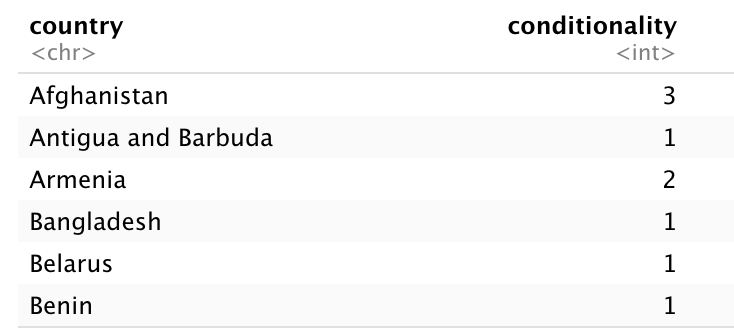 country conditionality
<chr> <int>
Afghanistan 3
Antigua and Barbuda 1
Armenia 2
Bangladesh 1
Belarus 1
Benin 1